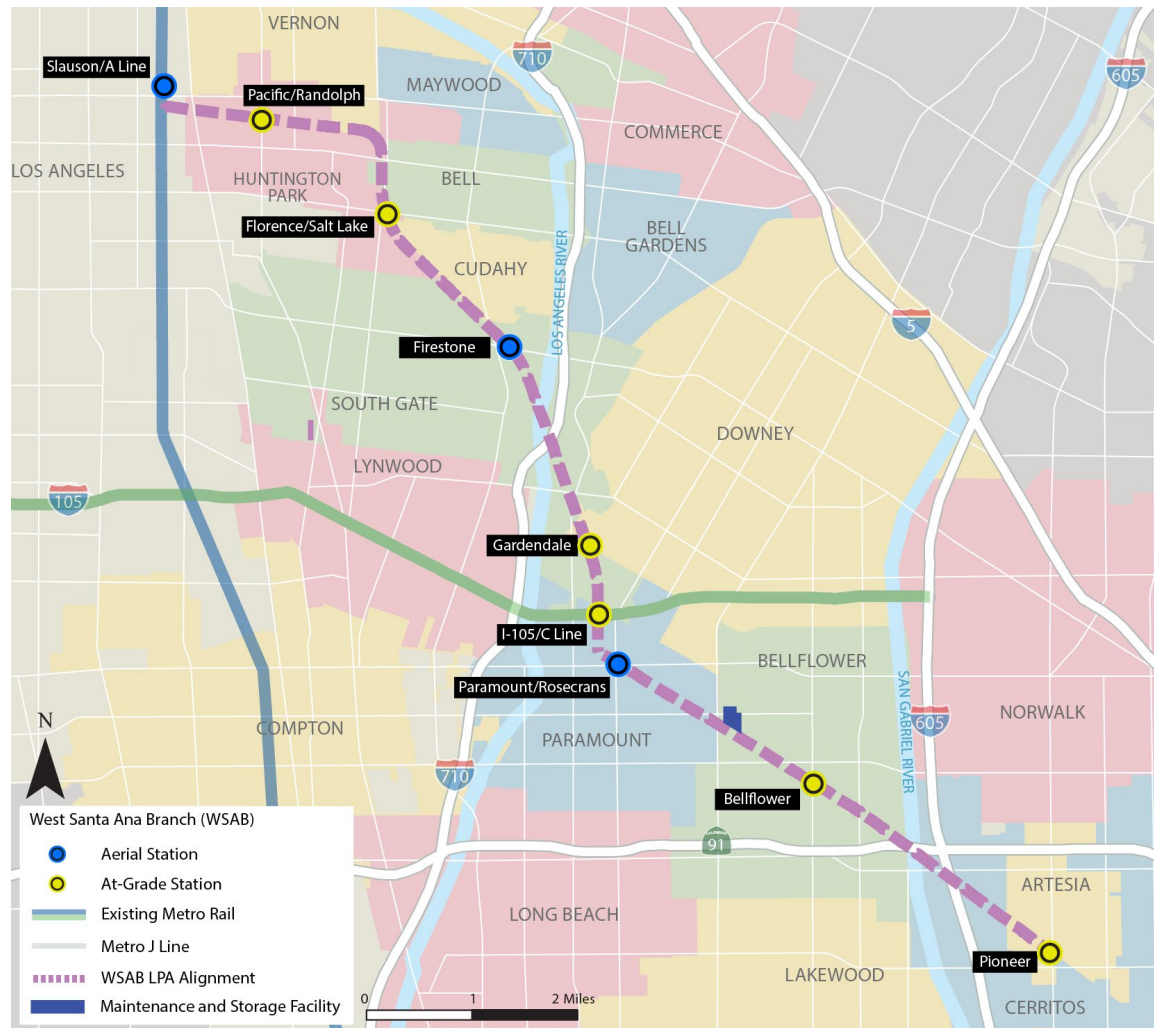 VERNON
710
605
Slauson/A Line
MAYWOOD
Pacific/Randolph
COMMERCE
LOS ANGELES
HUNTINGTON
PARK
BELL
Florence/Salt Lake
BELL
GARDENS
CUDAHY
LOS ANGELES RIVER
5
Firestone
SOUTH GATE
DOWNEY
LYNWOOD
105
Gardendale
I-105/C Line
BELLFLOWER
Paramount/Rosecrans
SAN GABRIEL RIVER
NORWALK
605
N
COMPTON
PARAMOUNT
710
Bellflower
CALIFORNIA
91
ARTESIA
LONG BEACH
Pioneer
LAKEWOOD
CERRITOS
West Santa Ana Branch (WSAB)
Aerial Station
At-Grade Station
Existing Metro Rail
Metro J Line
WSAB LPA Alignment
Maintenance and Storage Facility
0 1 2 Miles